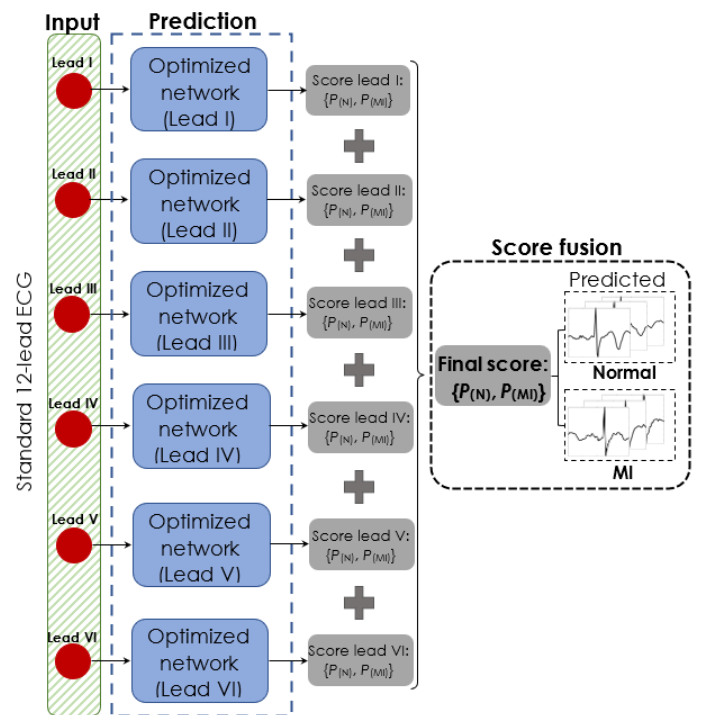 Input
Prediction
Standard 12-lead ECG
Lead I
Optimized
network
(Lead I)
Score lead I:
{P(N), P(MI)}
Lead II
Optimized
network
(Lead II)
Score lead II:
{P(N), P(MI)}
Lead III
Optimized
network
(Lead III)
Score lead III:
{P(N), P(MI)}
Lead IV
Optimized
network
(Lead IV)
Score lead IV:
{P(N), P(MI)}
Lead V
Optimized
network
(Lead V)
Score lead V:
{P(N), P(MI)}
Lead VI
Optimized
network
(Lead VI)
Score lead VI:
{P(N), P(MI)}
Score fusion
Predicted
Final score:
{P(N), P(MI)}
Normal
MI